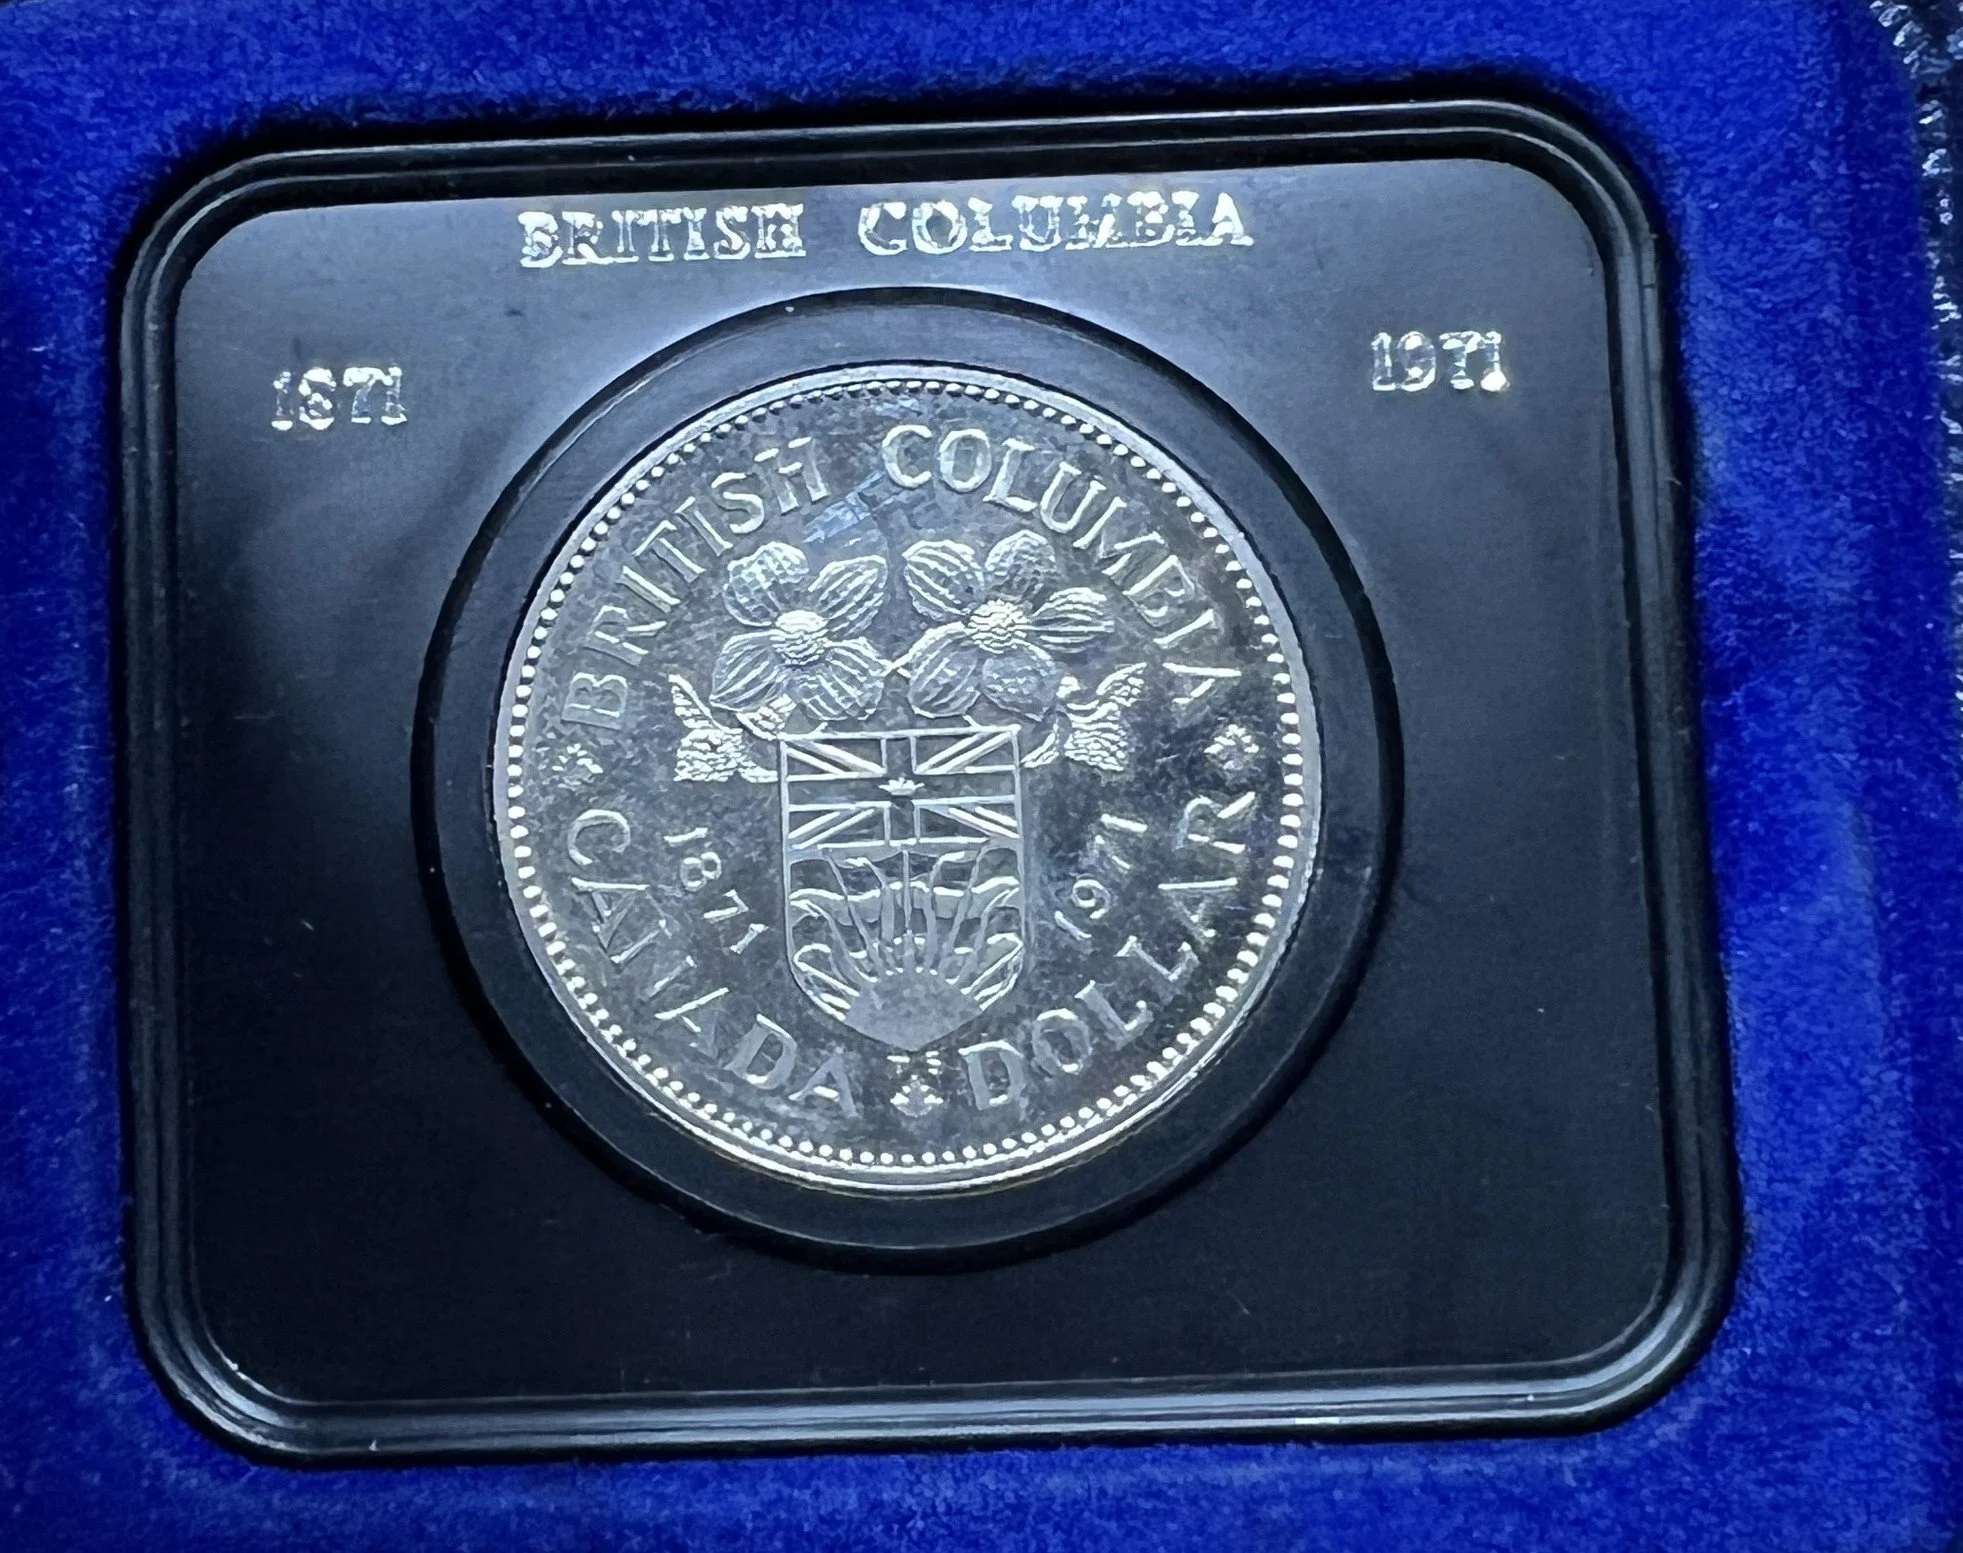 BRITISH COLUMBIA
1871
1971
BRITISH COLUMBIA
1871
1971
CANADA
DOLLAR